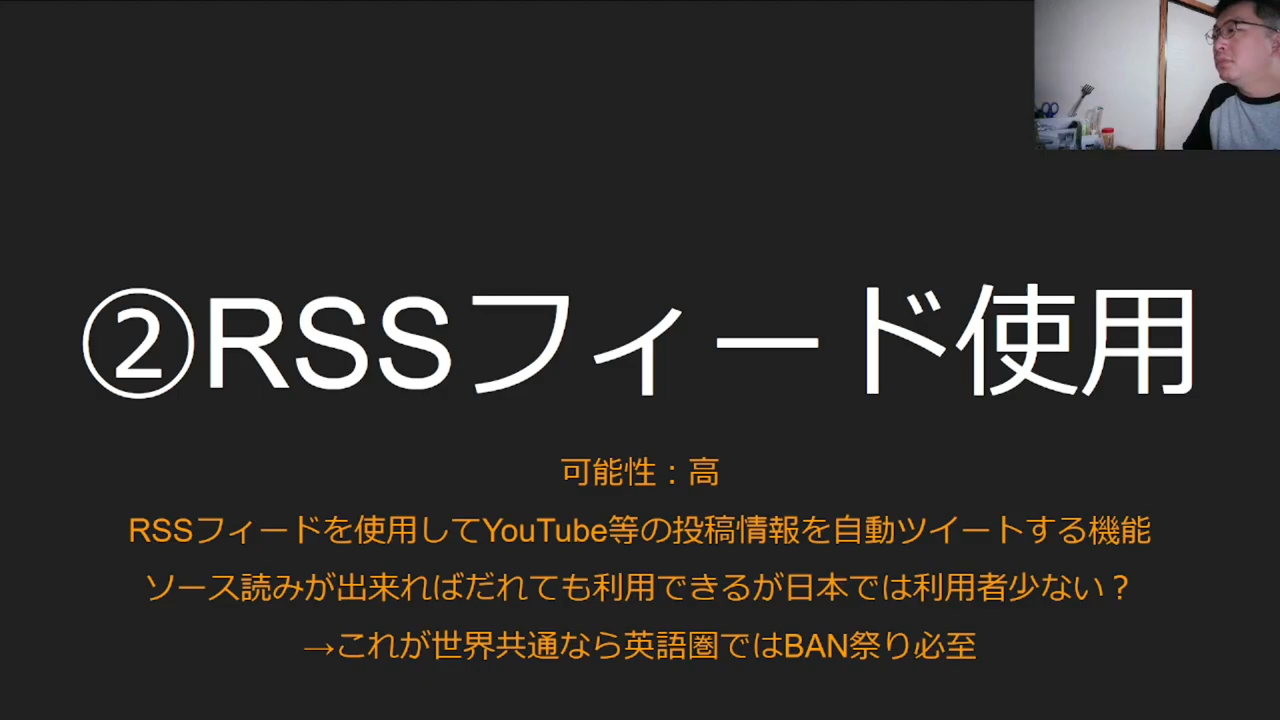 ②RSSフィード使用
可能性：高
RSSフィードを使用してYouTube等の投稿情報を自動ツイートする機能
ソース読みが出来ればだれても利用できるが日本では利用者少ない？
→これが世界共通なら英語圏ではBAN祭り必至